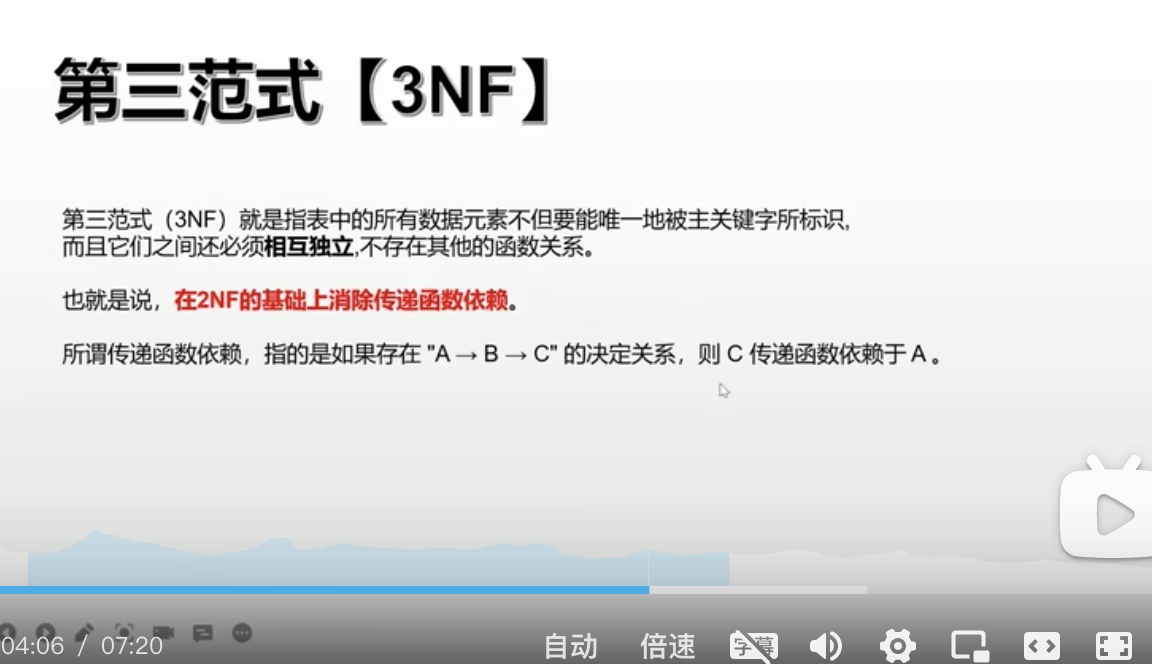 第三范式【3NF】
第三范式（3NF）就是指表中的所有数据元素不但要能唯一地被主关键字所标识,
而且它们之间还必须相互独立,不存在其他的函数关系。
也就是说，在2NF的基础上消除传递函数依赖。
所谓传递函数依赖，指的是如果存在 "A → B → C" 的决定关系，则 C 传递函数依赖于 A 。
04:06 / 07:20 自动 倍速 字幕